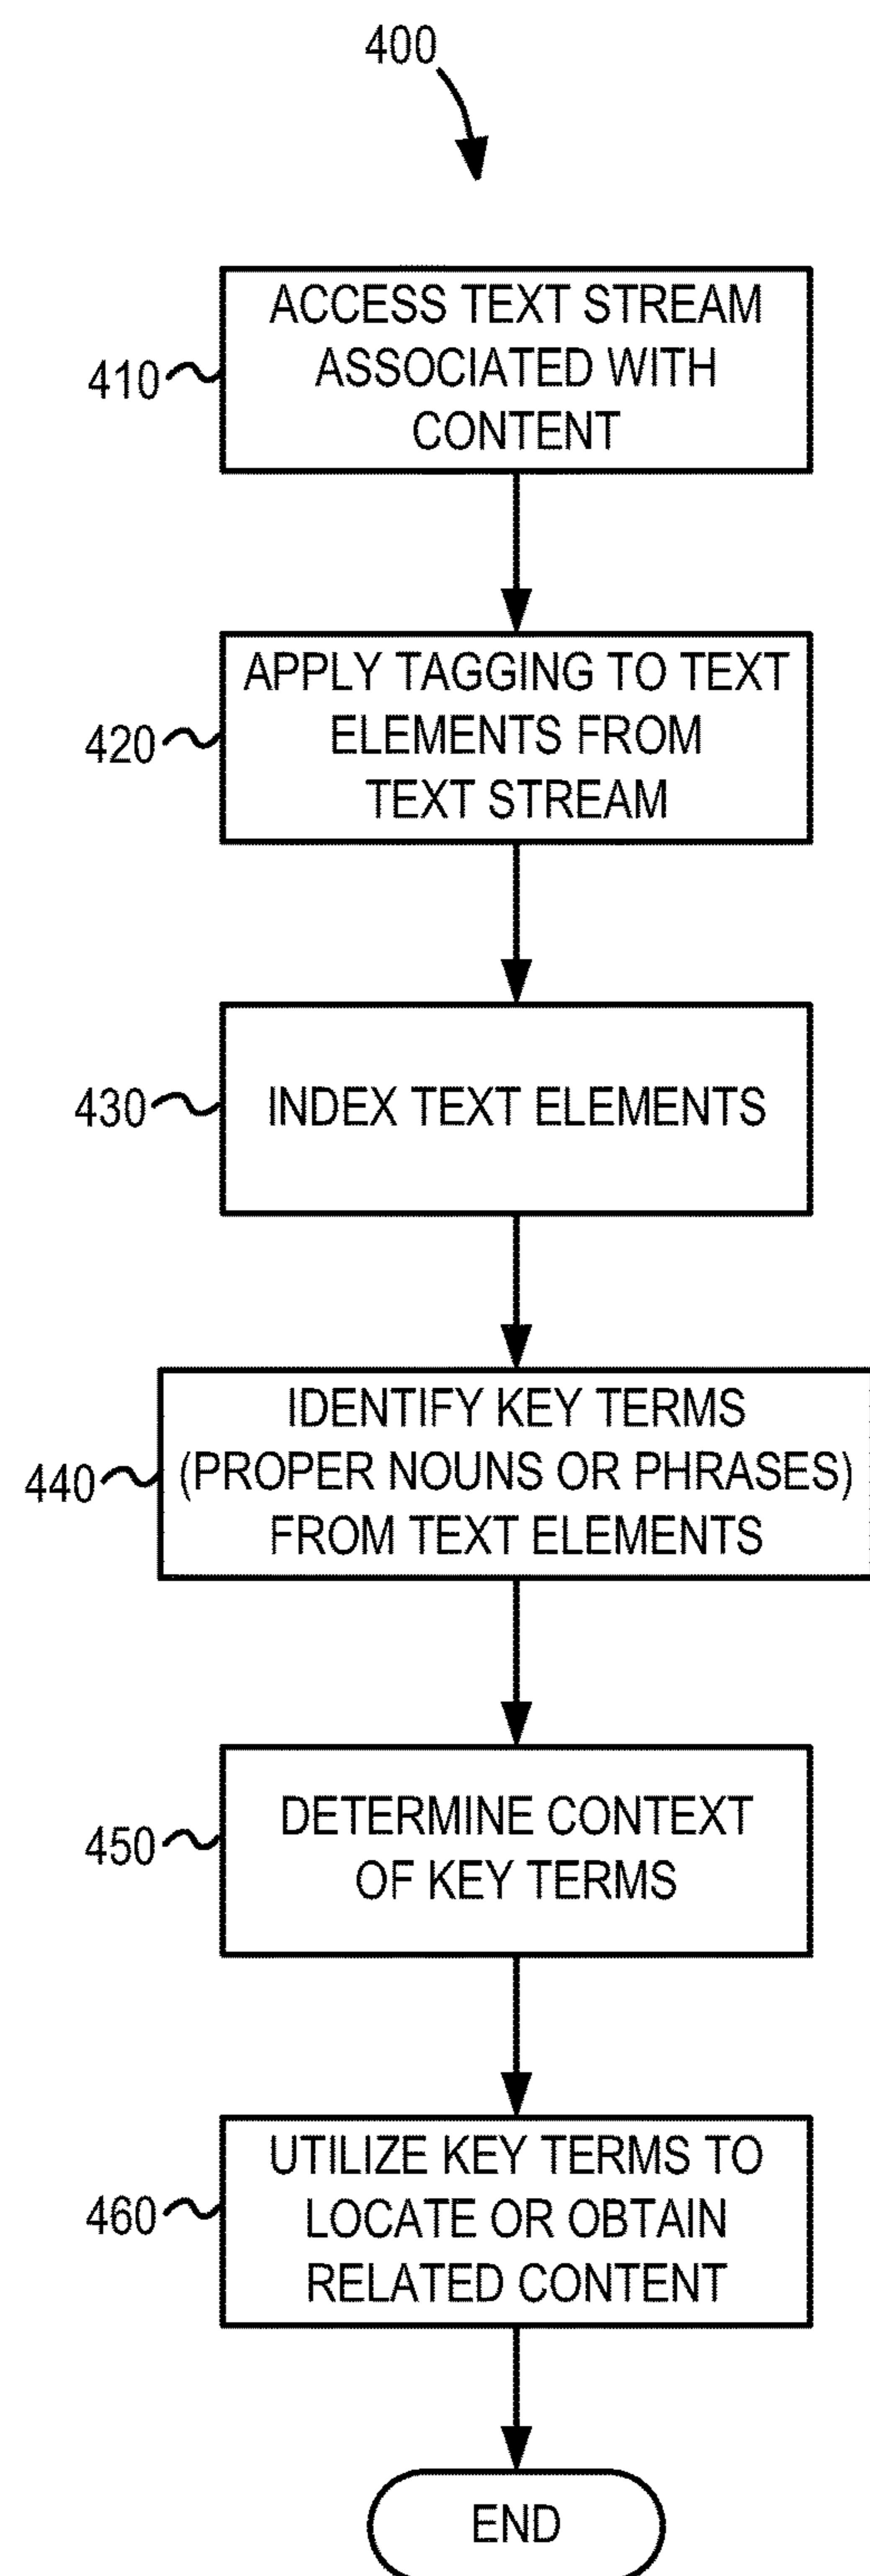 400
410
ACCESS TEXT STREAM
ASSOCIATED WITH
CONTENT
420
APPLY TAGGING TO TEXT
ELEMENTS FROM
TEXT STREAM
430
INDEX TEXT ELEMENTS
440
IDENTIFY KEY TERMS
(PROPER NOUNS OR PHRASES)
FROM TEXT ELEMENTS
450
DETERMINE CONTEXT
OF KEY TERMS
460
UTILIZE KEY TERMS TO
LOCATE OR OBTAIN
RELATED CONTENT
END